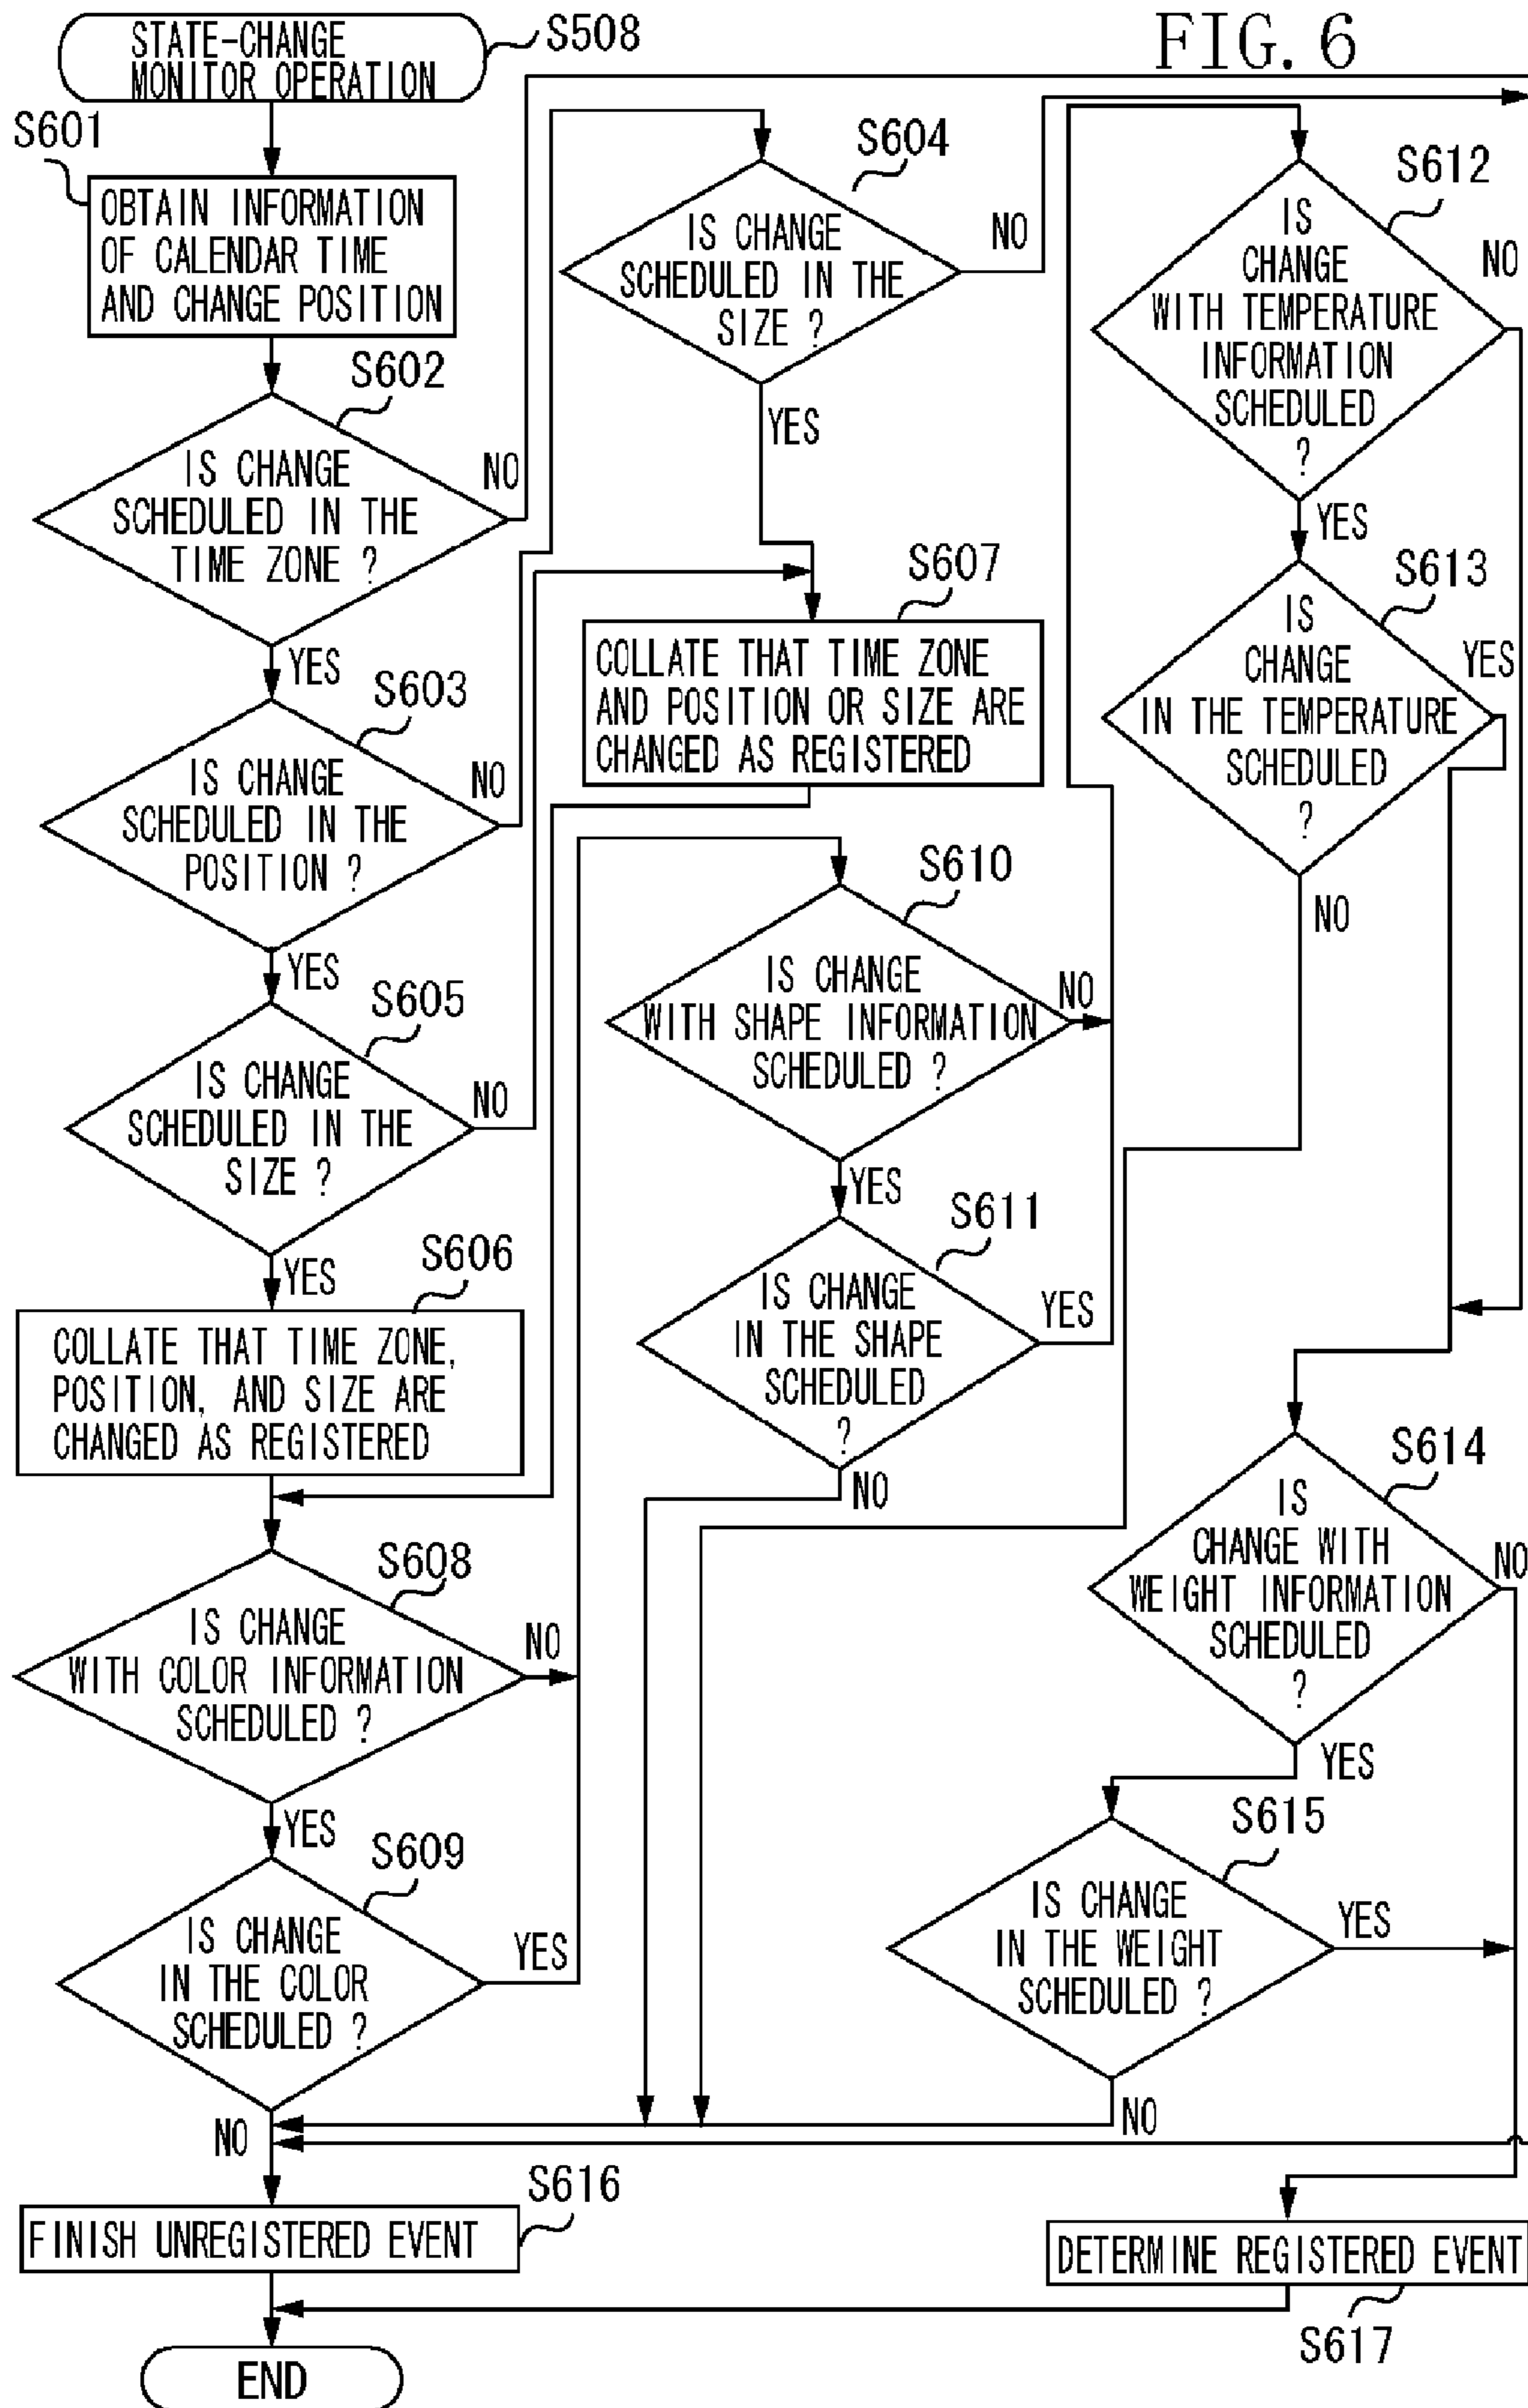 FIG. 6
STATE-CHANGE
MONITOR OPERATION
S508
S601
OBTAIN INFORMATION
OF CALENDAR TIME
AND CHANGE POSITION
S602
IS CHANGE
SCHEDULED IN THE
TIME ZONE ?
NO
YES
S603
IS CHANGE
SCHEDULED IN THE
POSITION ?
NO
YES
S605
IS CHANGE
SCHEDULED IN THE
SIZE ?
NO
YES
S606
COLLATE THAT TIME ZONE,
POSITION, AND SIZE ARE
CHANGED AS REGISTERED
S608
IS CHANGE
WITH COLOR INFORMATION
SCHEDULED ?
NO
YES
S609
IS CHANGE
IN THE COLOR
SCHEDULED ?
YES
NO
S616
FINISH UNREGISTERED EVENT
END
S604
IS CHANGE
SCHEDULED IN THE
SIZE ?
NO
YES
S607
COLLATE THAT TIME ZONE
AND POSITION OR SIZE ARE
CHANGED AS REGISTERED
S610
IS CHANGE
WITH SHAPE INFORMATION
SCHEDULED ?
NO
YES
S611
IS CHANGE
IN THE SHAPE
SCHEDULED
?
YES
NO
S612
IS
CHANGE
WITH TEMPERATURE
INFORMATION
SCHEDULED
?
NO
YES
S613
IS
CHANGE
IN THE TEMPERATURE
SCHEDULED
?
YES
NO
S614
IS
CHANGE WITH
WEIGHT INFORMATION
SCHEDULED
?
NO
YES
S615
IS CHANGE
IN THE WEIGHT
SCHEDULED ?
YES
NO
DETERMINE REGISTERED EVENT
S617